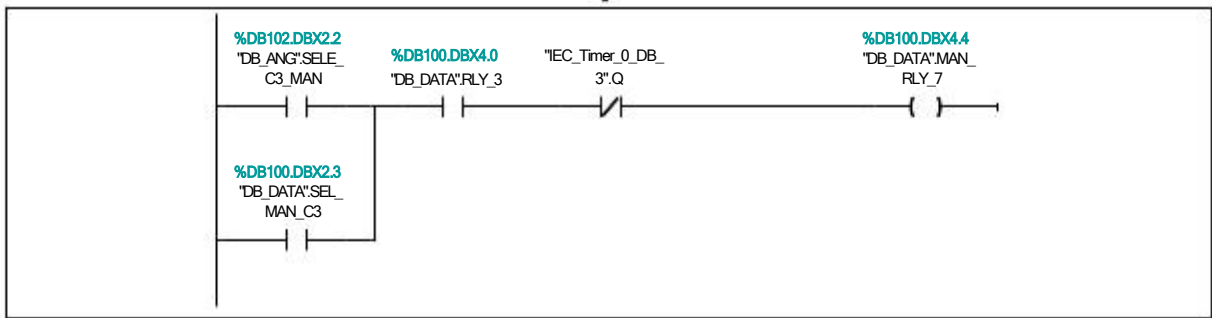 %DB102.DBX2.2
"DB_ANG".SELE_
C3_MAN
%DB100.DBX4.0
"DB_DATA".RLY_3
"IEC_Timer_0_DB_
3".Q
%DB100.DBX4.4
"DB_DATA".MAN_
RLY_7
%DB100.DBX2.3
"DB_DATA".SEL_
MAN_C3